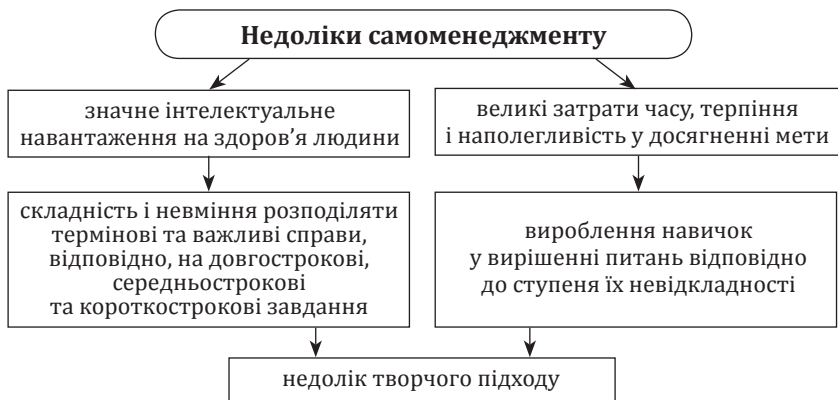 Недоліки самоменеджменту
значне інтелектуальне
навантаження на здоров’я людини
великі затрати часу, терпіння
і наполегливість у досягненні мети
складність і невміння розподіляти
термінові та важливі справи,
відповідно, на довгострокові,
середньострокові
та короткострокові завдання
вироблення навичок
у вирішенні питань відповідно
до ступеня їх невідкладності
недолік творчого підходу